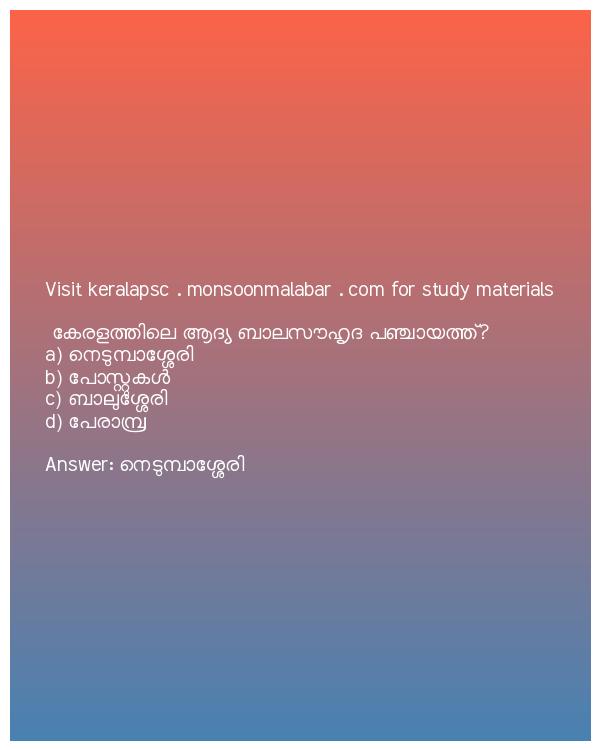 Visit keralapsc . monsoonmalabar . com for study materials
കേരളത്തിലെ ആദ്യ ബാലസൗഹൃദ പഞ്ചായത്ത്?
a) നെടുമ്പാശ്ശേരി
b) പോസ്റ്റുകൾ
c) ബാലുശ്ശേരി
d) പേരാമ്പ്ര
Answer: നെടുമ്പാശ്ശേരി